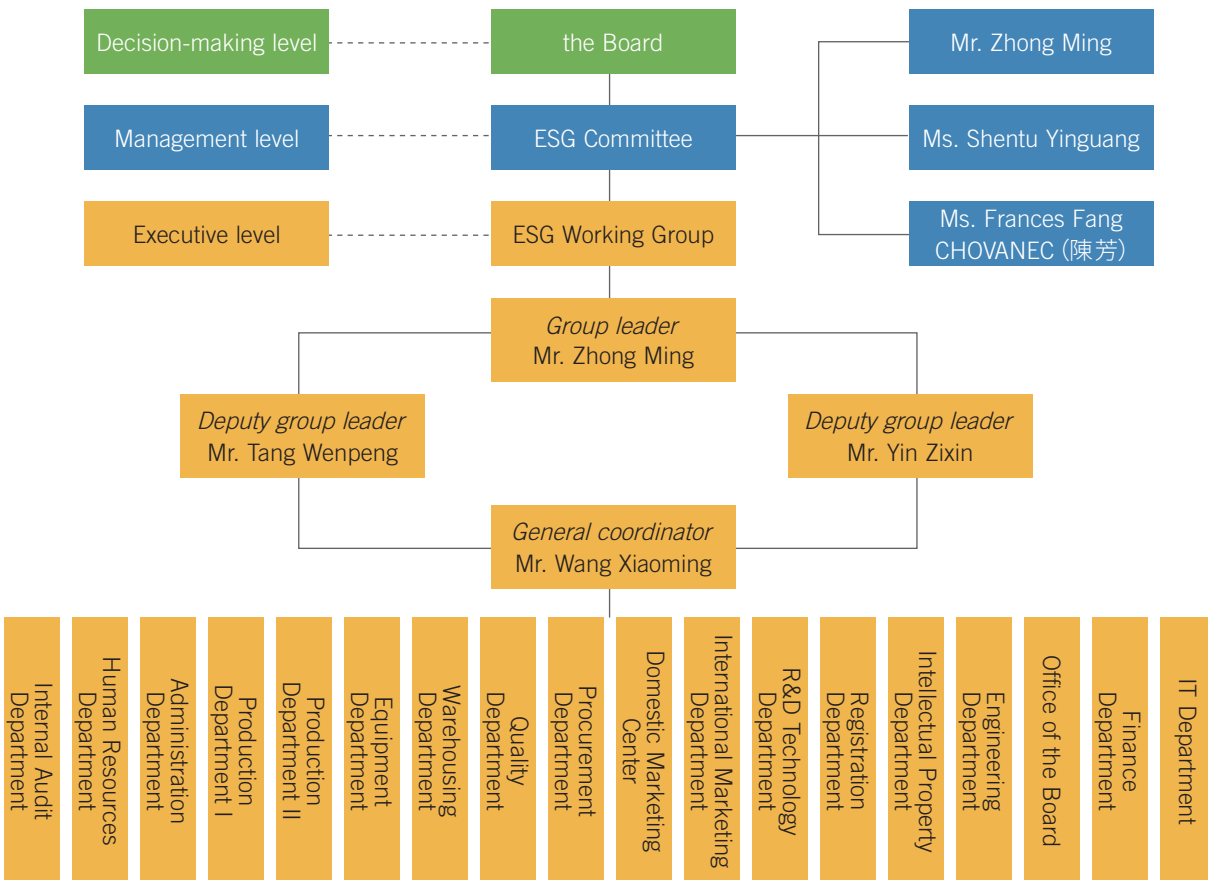 Decision-making level
the Board
Mr. Zhong Ming
Management level
ESG Committee
Ms. Shentu Yinguang
Executive level
ESG Working Group
Ms. Frances Fang
CHOVANEC (陳芳)
Group leader
Mr. Zhong Ming
Deputy group leader
Mr. Tang Wenpeng
Deputy group leader
Mr. Yin Zixin
General coordinator
Mr. Wang Xiaoming
Internal Audit
Department
Human Resources
Department
Administration
Department
Production
Department I
Production
Department II
Equipment
Department
Warehousing
Department
Quality
Department
Procurement
Department
Domestic Marketing
Center
International Marketing
Department
R&D Technology
Department
Registration
Department
Intellectual Property
Department
Engineering
Department
Office of the Board
Finance
Department
IT Department